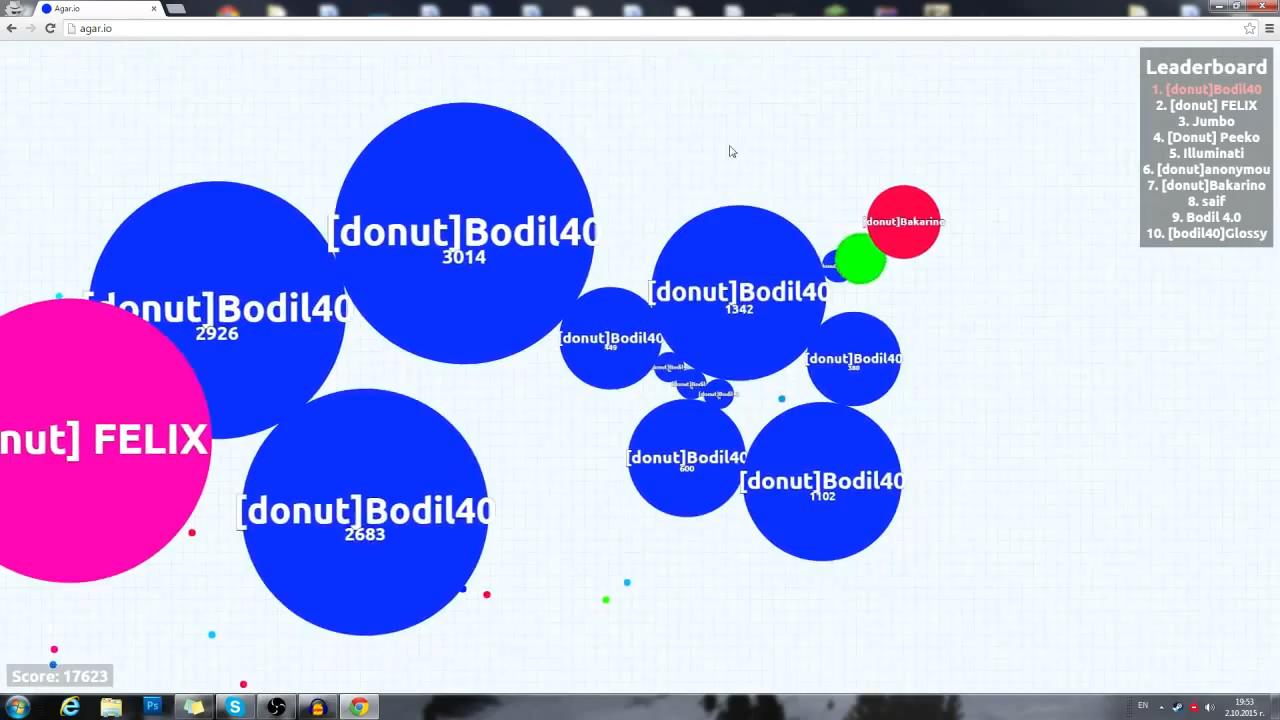 Agar.io
agar.io
Leaderboard
1. [donut]Bodil40
2. [donut] FELIX
3. Jumbo
4. [Donut] Peeko
5. Illuminati
6. [donut]anonymou
7. [donut]Bakarino
8. saif
9. Bodil 4.0
10. [bodil40]Glossy
[donut]Bodil40
3014
[donut]Bakarino
[donut]Bodil40
1342
donut]Bodil40
2926
[donut]Bodil40
449
[donut]Bodil40
380
nut] FELIX
[donut]Bodil40
600
[donut]Bodil40
1102
[donut]Bodil40
2683
Score: 17623
Ps
EN
19:53
2.10.2015 г.